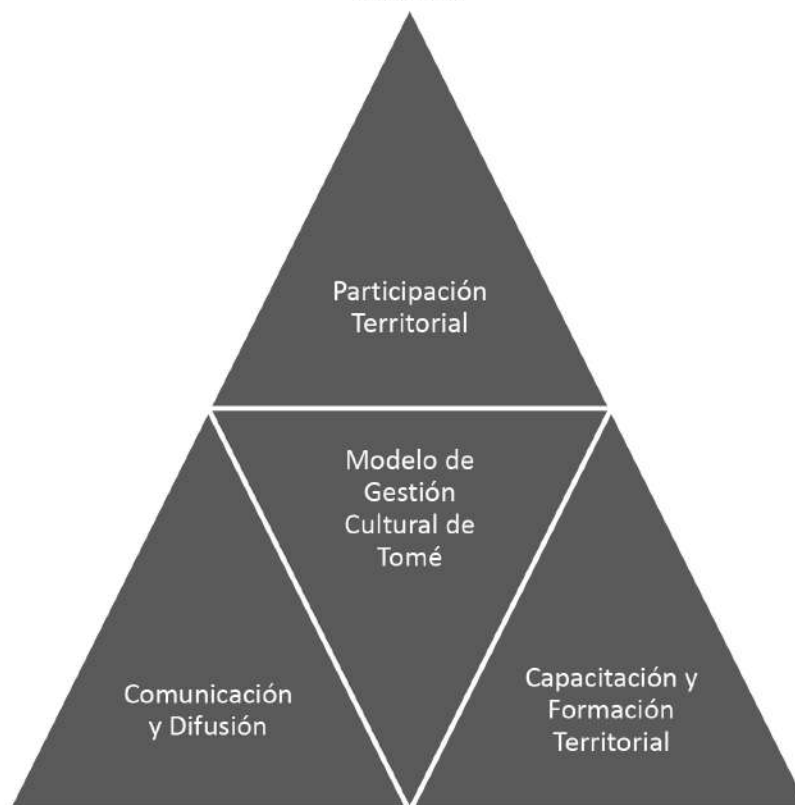 Participación
Territorial
Modelo de
Gestión
Cultural de
Tomé
Comunicación
y Difusión
Capacitación y
Formación
Territorial